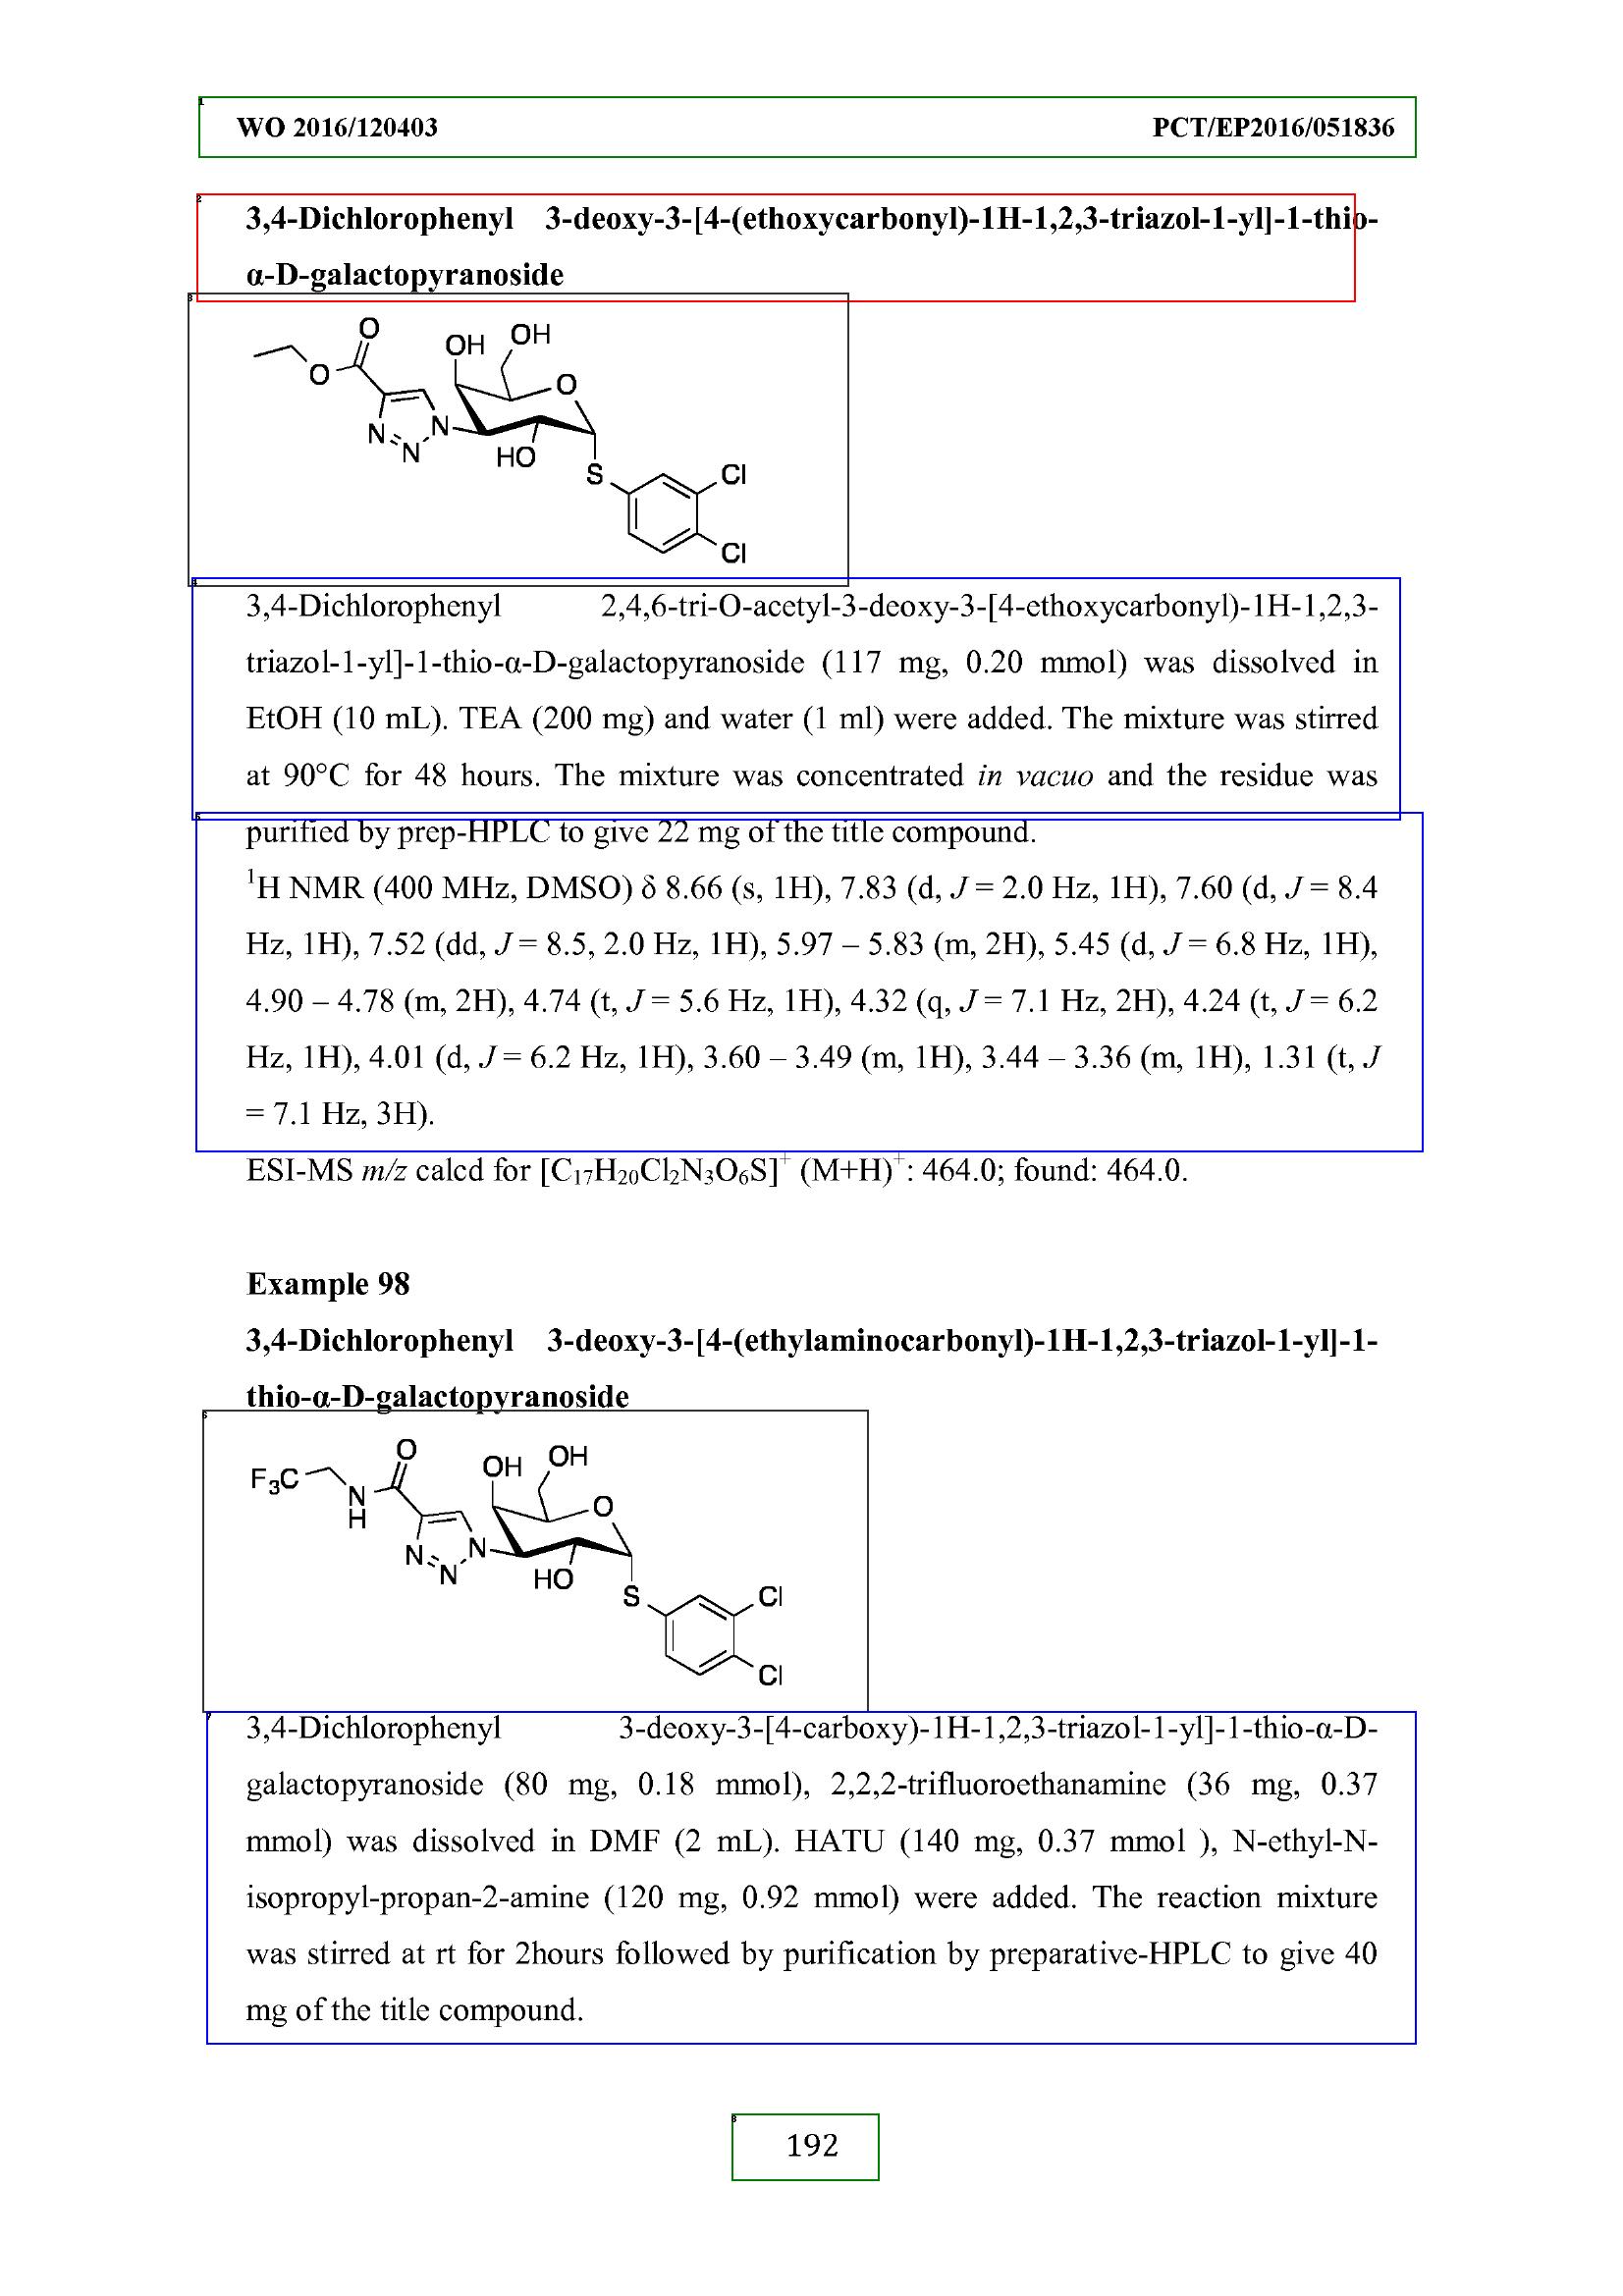 WO 2016/120403 PCT/EP2016/051836
3,4-Dichlorophenyl 3-deoxy-3-[4-(ethoxycarbonyl)-1H-1,2,3-triazol-1-yl]-1-thio-
α-D-galactopyranoside
O
OH
OH
O
O
N
N
N
HO
S
Cl
Cl
3,4-Dichlorophenyl 2,4,6-tri-O-acetyl-3-deoxy-3-[4-ethoxycarbonyl)-1H-1,2,3-
triazol-1-yl]-1-thio-α-D-galactopyranoside (117 mg, 0.20 mmol) was dissolved in
EtOH (10 mL). TEA (200 mg) and water (1 ml) were added. The mixture was stirred
at 90°C for 48 hours. The mixture was concentrated in vacuo and the residue was
purified by prep-HPLC to give 22 mg of the title compound.
¹H NMR (400 MHz, DMSO) δ 8.66 (s, 1H), 7.83 (d, J = 2.0 Hz, 1H), 7.60 (d, J = 8.4
Hz, 1H), 7.52 (dd, J = 8.5, 2.0 Hz, 1H), 5.97 – 5.83 (m, 2H), 5.45 (d, J = 6.8 Hz, 1H),
4.90 – 4.78 (m, 2H), 4.74 (t, J = 5.6 Hz, 1H), 4.32 (q, J = 7.1 Hz, 2H), 4.24 (t, J = 6.2
Hz, 1H), 4.01 (d, J = 6.2 Hz, 1H), 3.60 – 3.49 (m, 1H), 3.44 – 3.36 (m, 1H), 1.31 (t, J
= 7.1 Hz, 3H).
ESI-MS m/z calcd for [C₁₇H₂₀Cl₂N₃O₆S]⁺ (M+H)⁺: 464.0; found: 464.0.
Example 98
3,4-Dichlorophenyl 3-deoxy-3-[4-(ethylaminocarbonyl)-1H-1,2,3-triazol-1-yl]-1-
thio-α-D-galactopyranoside
O
OH
OH
F₃C
N
H
O
N
N
N
HO
S
Cl
Cl
3,4-Dichlorophenyl 3-deoxy-3-[4-carboxy)-1H-1,2,3-triazol-1-yl]-1-thio-α-D-
galactopyranoside (80 mg, 0.18 mmol), 2,2,2-trifluoroethanamine (36 mg, 0.37
mmol) was dissolved in DMF (2 mL). HATU (140 mg, 0.37 mmol ), N-ethyl-N-
isopropyl-propan-2-amine (120 mg, 0.92 mmol) were added. The reaction mixture
was stirred at rt for 2hours followed by purification by preparative-HPLC to give 40
mg of the title compound.
192